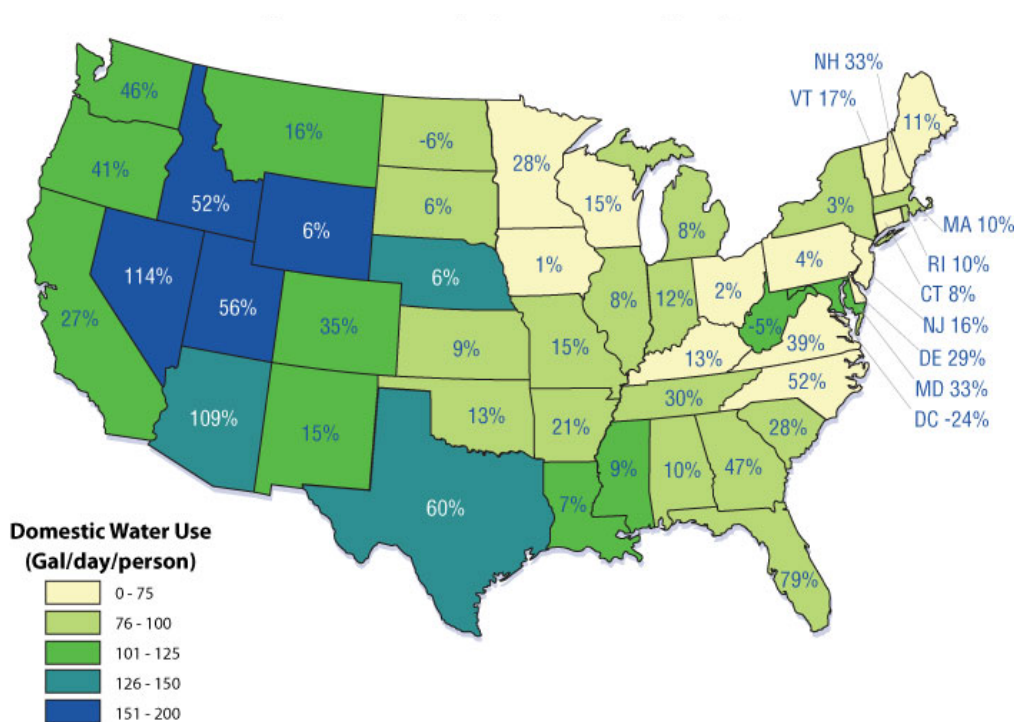 NH 33%
VT 17%
46%
16%
-6%
28%
11%
41%
52%
6%
6%
15%
8%
3%
MA 10%
RI 10%
CT 8%
NJ 16%
DE 29%
MD 33%
DC -24%
114%
56%
6%
1%
8%
12%
2%
4%
27%
35%
9%
15%
13%
-5%
39%
52%
109%
15%
13%
21%
30%
28%
60%
7%
9%
10%
47%
79%
Domestic Water Use
(Gal/day/person)
0 - 75
76 - 100
101 - 125
126 - 150
151 - 200